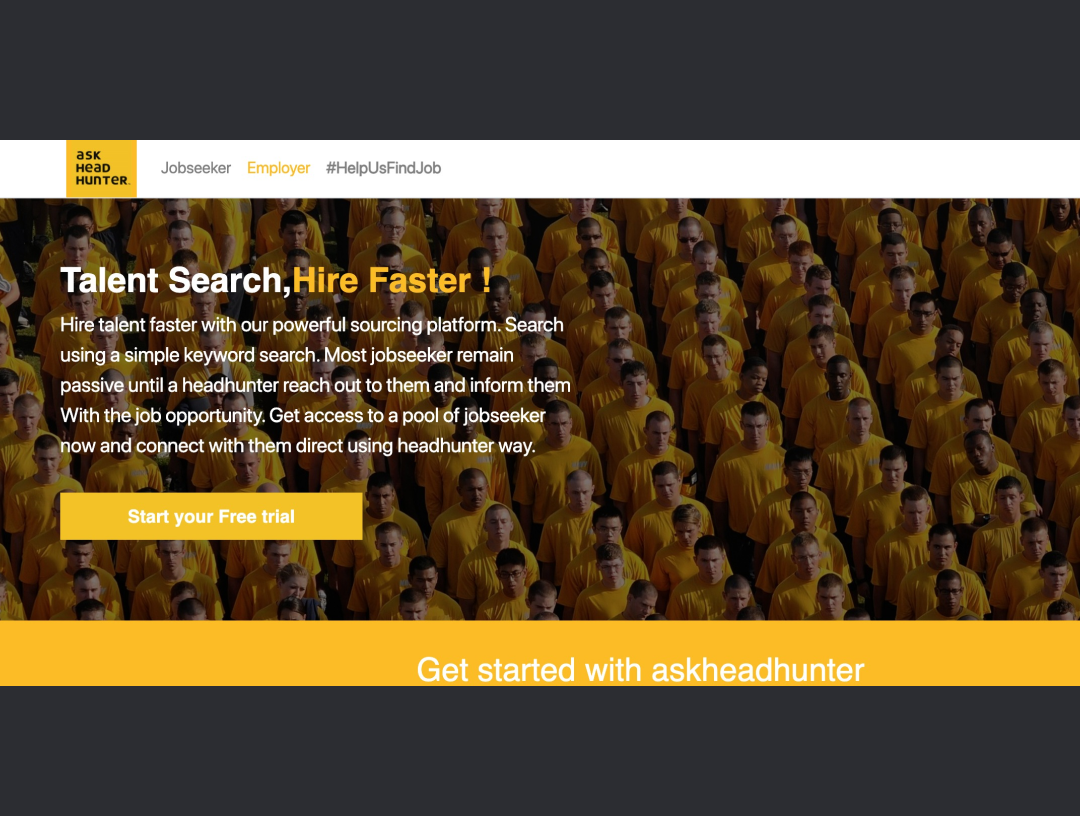 ask
Head
Hunter.
Jobseeker Employer #HelpUsFindJob
Talent Search,Hire Faster !
Hire talent faster with our powerful sourcing platform. Search
using a simple keyword search. Most jobseeker remain
passive until a headhunter reach out to them and inform them
With the job opportunity. Get access to a pool of jobseeker
now and connect with them direct using headhunter way.
Start your Free trial
Get started with askheadhunter